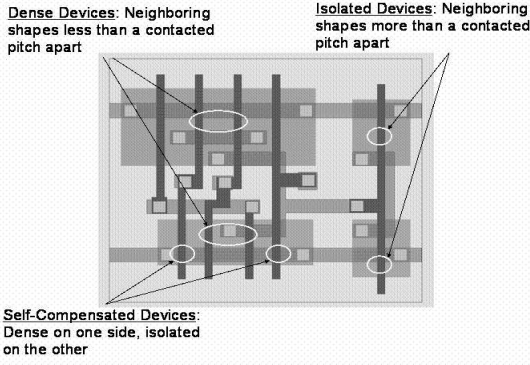 Dense Devices: Neighboring
shapes less than a contacted
pitch apart
Isolated Devices: Neighboring
shapes more than a contacted
pitch apart
Self-Compensated Devices:
Dense on one side, isolated
on the other